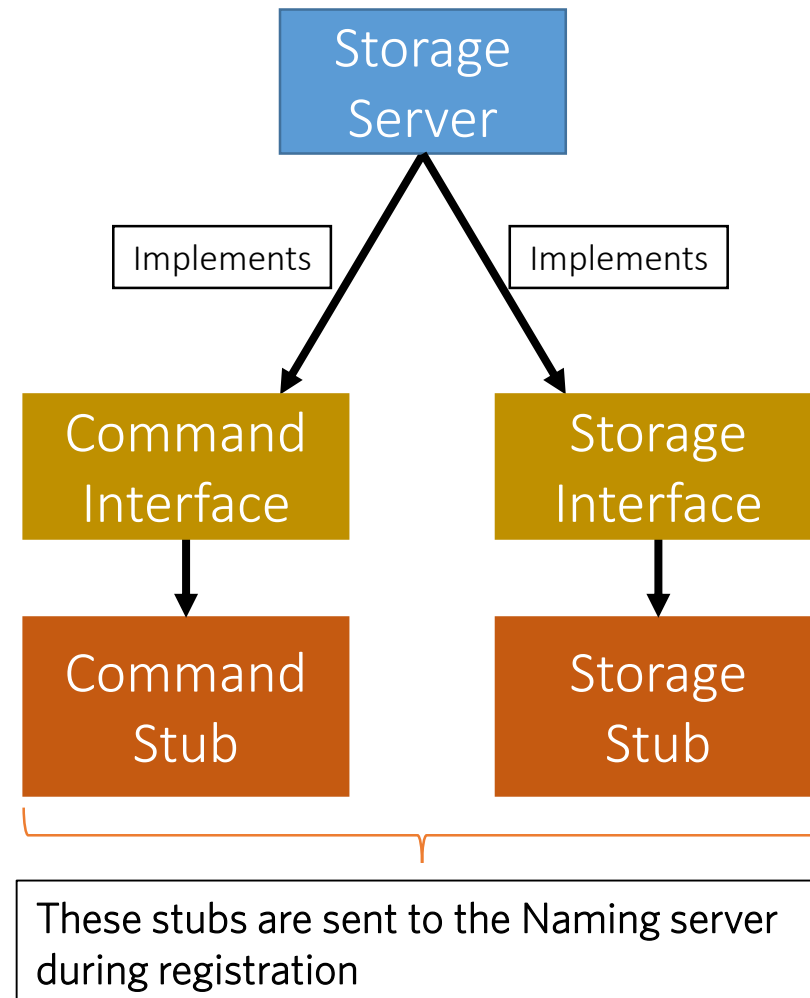 Storage
Server
Implements
Implements
Command
Interface
Storage
Interface
Command
Stub
Storage
Stub
These stubs are sent to the Naming server
during registration